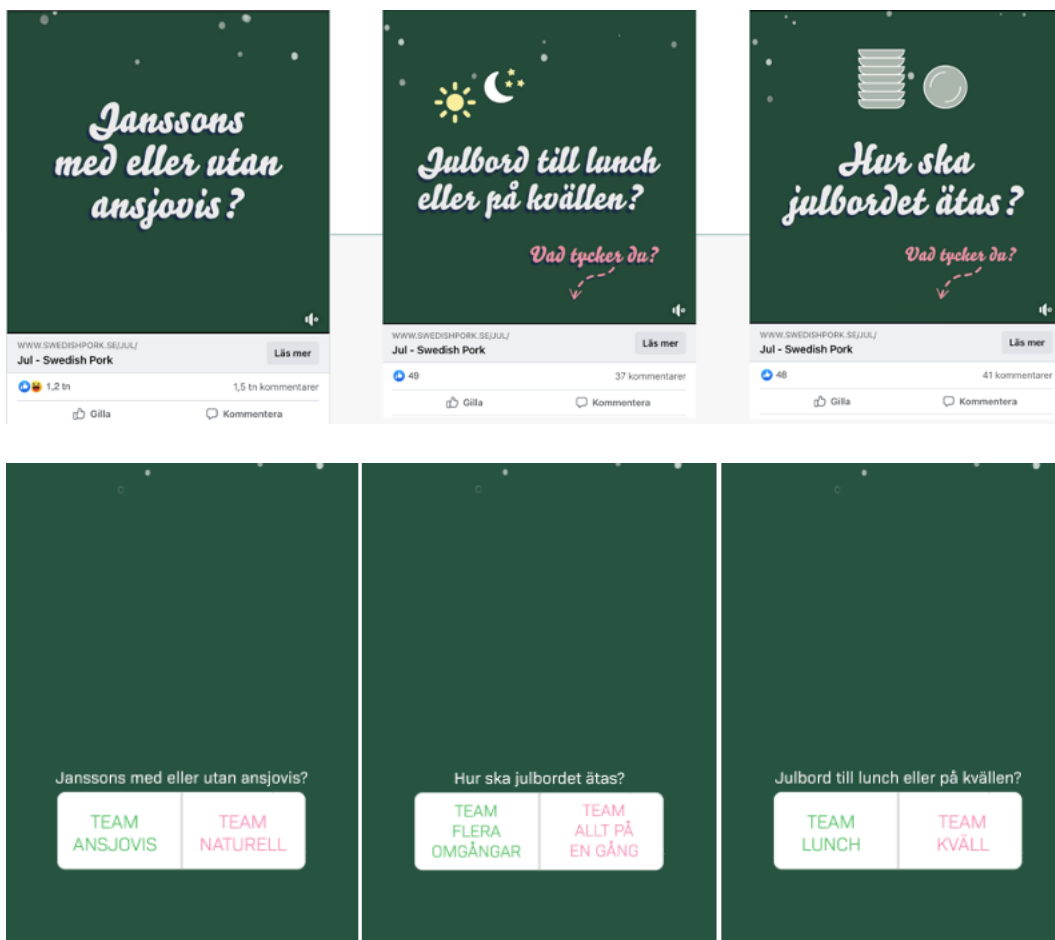 Janssons
med eller utan
ansjovis?
WWW.SWEDISHPORK.SE/JUL/
Jul - Swedish Pork
Läs mer
1,2 tn
1,5 tn kommentarer
Gilla
Kommentera
Julbord till lunch
eller på kvällen?
Vad tycker du?
WWW.SWEDISHPORK.SE/JUL/
Jul - Swedish Pork
Läs mer
49
37 kommentarer
Gilla
Kommentera
Hur ska
julbordet ätas?
Vad tycker du?
WWW.SWEDISHPORK.SE/JUL/
Jul - Swedish Pork
Läs mer
48
41 kommentarer
Gilla
Kommentera
Janssons med eller utan ansjovis?
TEAM
ANSJOVIS
TEAM
NATURELL
Hur ska julbordet ätas?
TEAM
FLERA
OMGÅNGAR
TEAM
ALLT PÅ
EN GÅNG
Julbord till lunch eller på kvällen?
TEAM
LUNCH
TEAM
KVÄLL